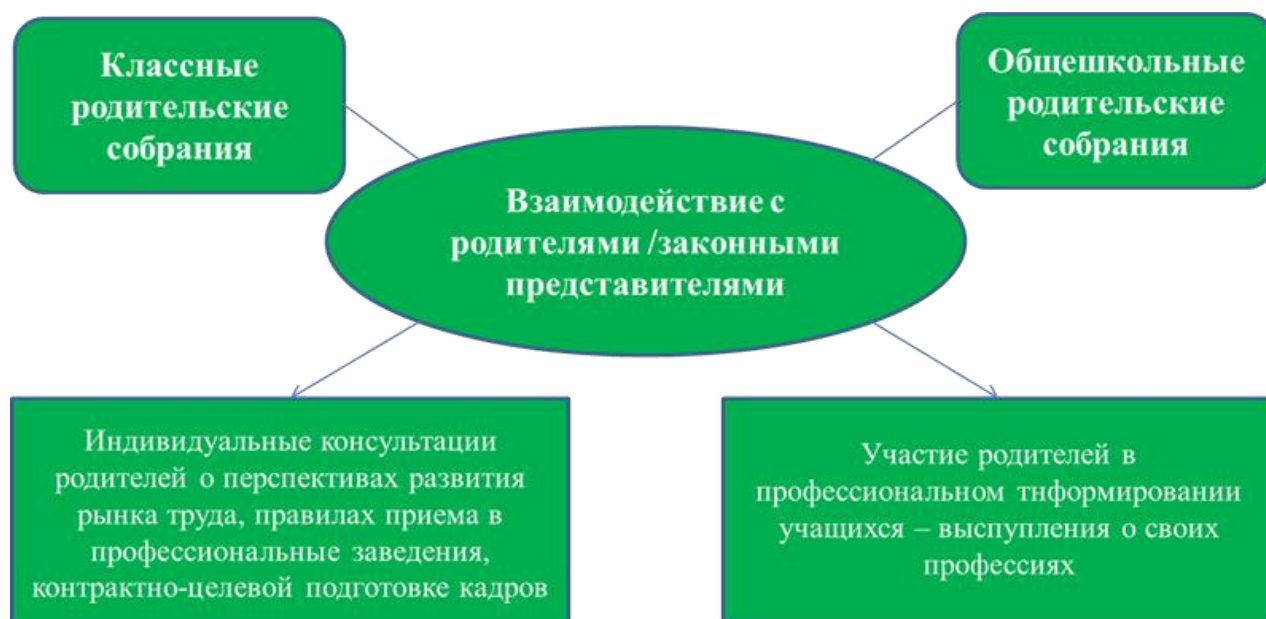 Классные
родительские
собрания
Общешкольные
родительские
собрания
Взаимодействие с
родителями /законными
представителями
Индивидуальные консультации
родителей о перспективах развития
рынка труда, правилах приема в
профессиональные заведения,
контрактно-целевой подготовке кадров
Участие родителей в
профессиональном тнформировании
учащихся – выспупления о своих
профессиях